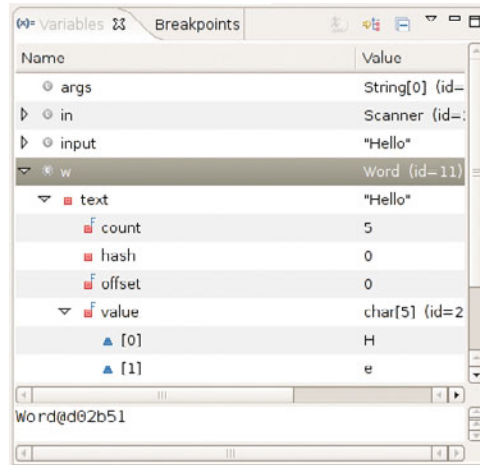 (x)= Variables Breakpoints
Name Value
args String[0] (id=
in Scanner (id=
input "Hello"
w Word (id=11)
text "Hello"
count 5
hash 0
offset 0
value char[5] (id=2
[0] H
[1] e
Word@d02b51